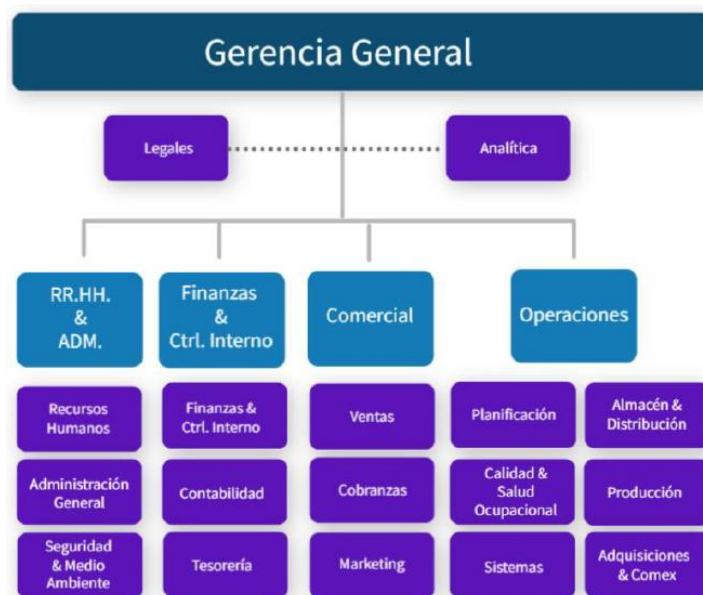 Gerencia General
Legales
Analítica
RR.HH.
&
ADM.
Finanzas
&
Ctrl. Interno
Comercial
Operaciones
Recursos
Humanos
Finanzas &
Ctrl. Interno
Ventas
Planificación
Almacén &
Distribución
Administración
General
Contabilidad
Cobranzas
Calidad &
Salud
Ocupacional
Producción
Seguridad
& Medio
Ambiente
Tesorería
Marketing
Sistemas
Adquisiciones
& Comex